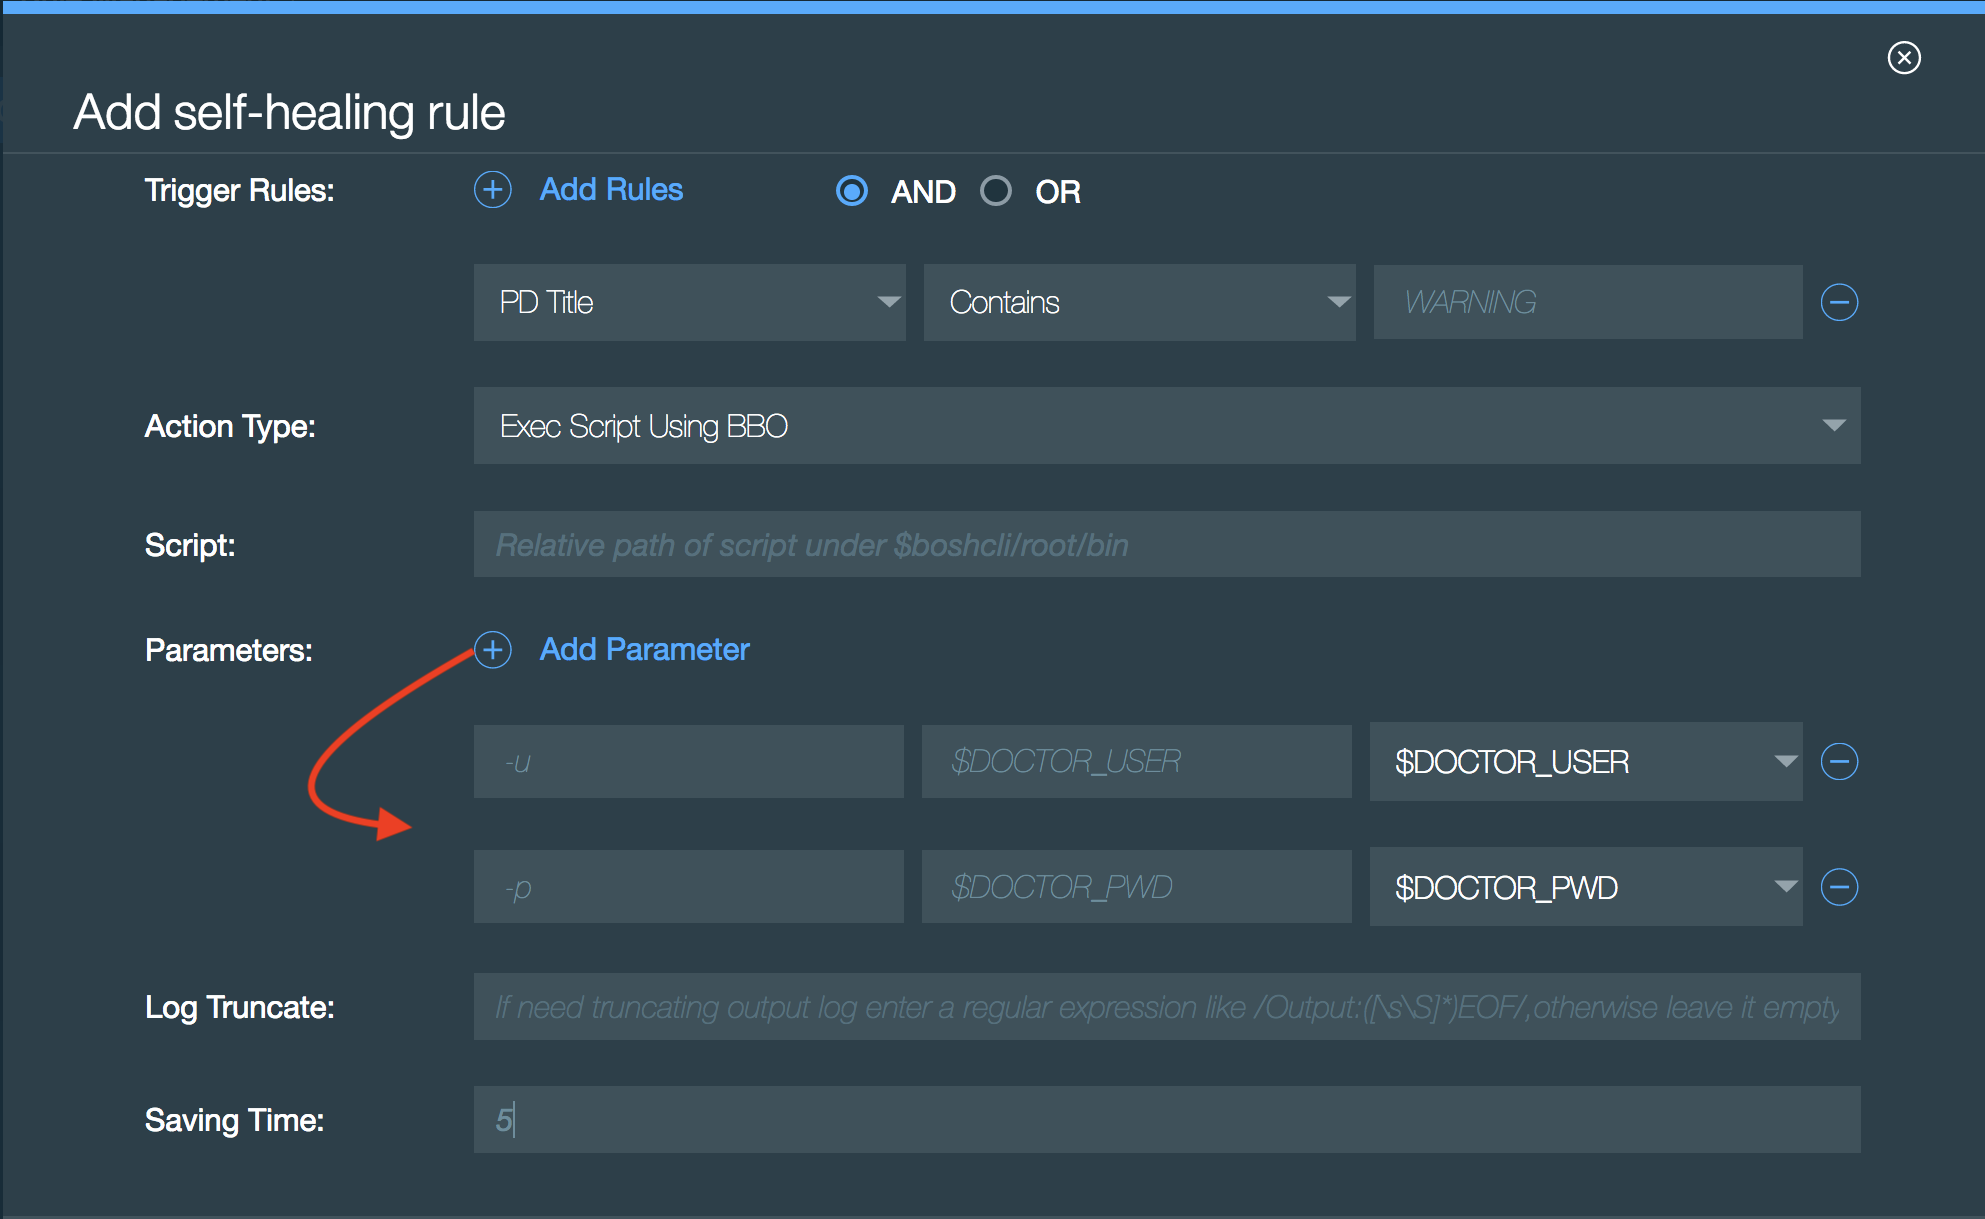 Add self-healing rule
Trigger Rules: Add Rules AND OR
PD Title Contains WARNING
Action Type: Exec Script Using BBO
Script: Relative path of script under $boshcli/root/bin
Parameters: Add Parameter
-u $DOCTOR_USER $DOCTOR_USER
-p $DOCTOR_PWD $DOCTOR_PWD
Log Truncate: If need truncating output log enter a regular expression like /Output:([\s\S]*)EOF/,otherwise leave it empty
Saving Time: 5